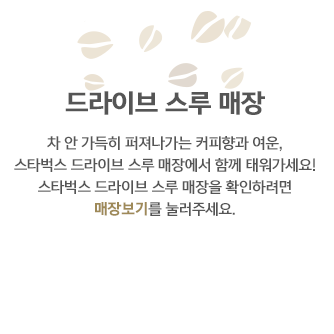 드라이브 스루 매장
차 안 가득히 퍼져나가는 커피향과 여운,
스타벅스 드라이브 스루 매장에서 함께 태워가세요!
스타벅스 드라이브 스루 매장을 확인하려면
매장보기를 눌러주세요.